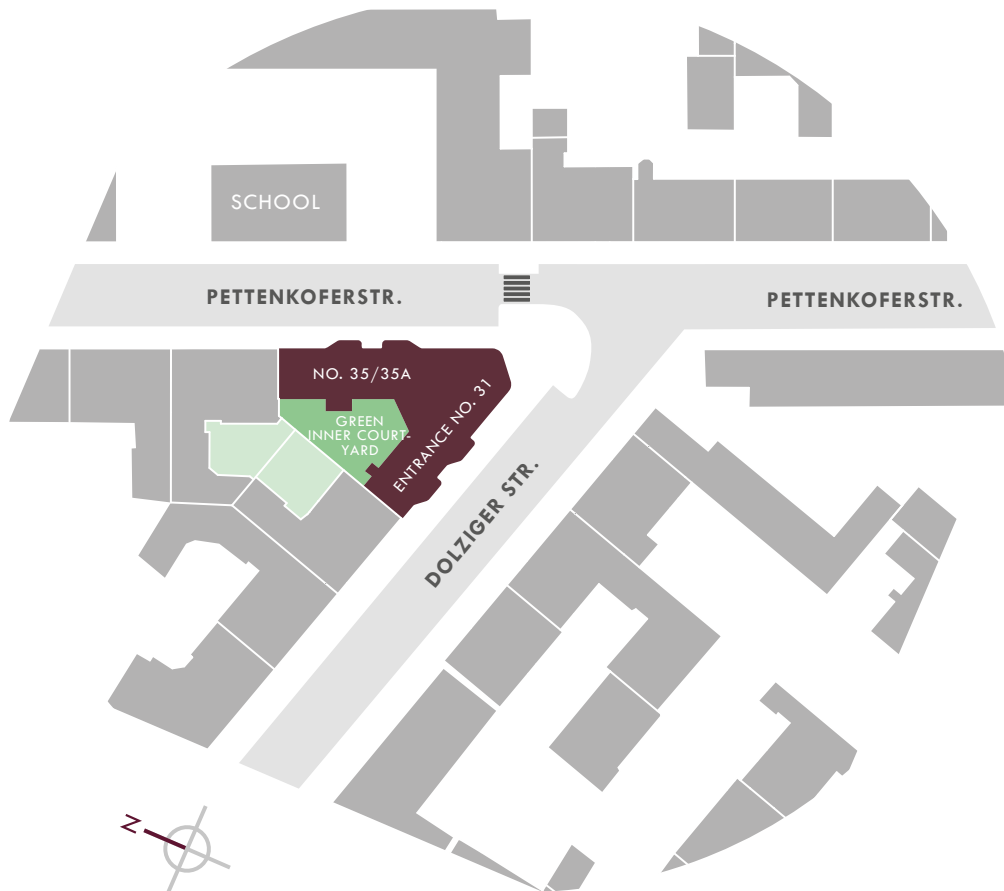 SCHOOL
PETTENKOFERSTR.
PETTENKOFERSTR.
NO. 35/35A
ENTRANCE NO. 31
GREEN
INNER COURT-
YARD
DOLZIGER STR.
N